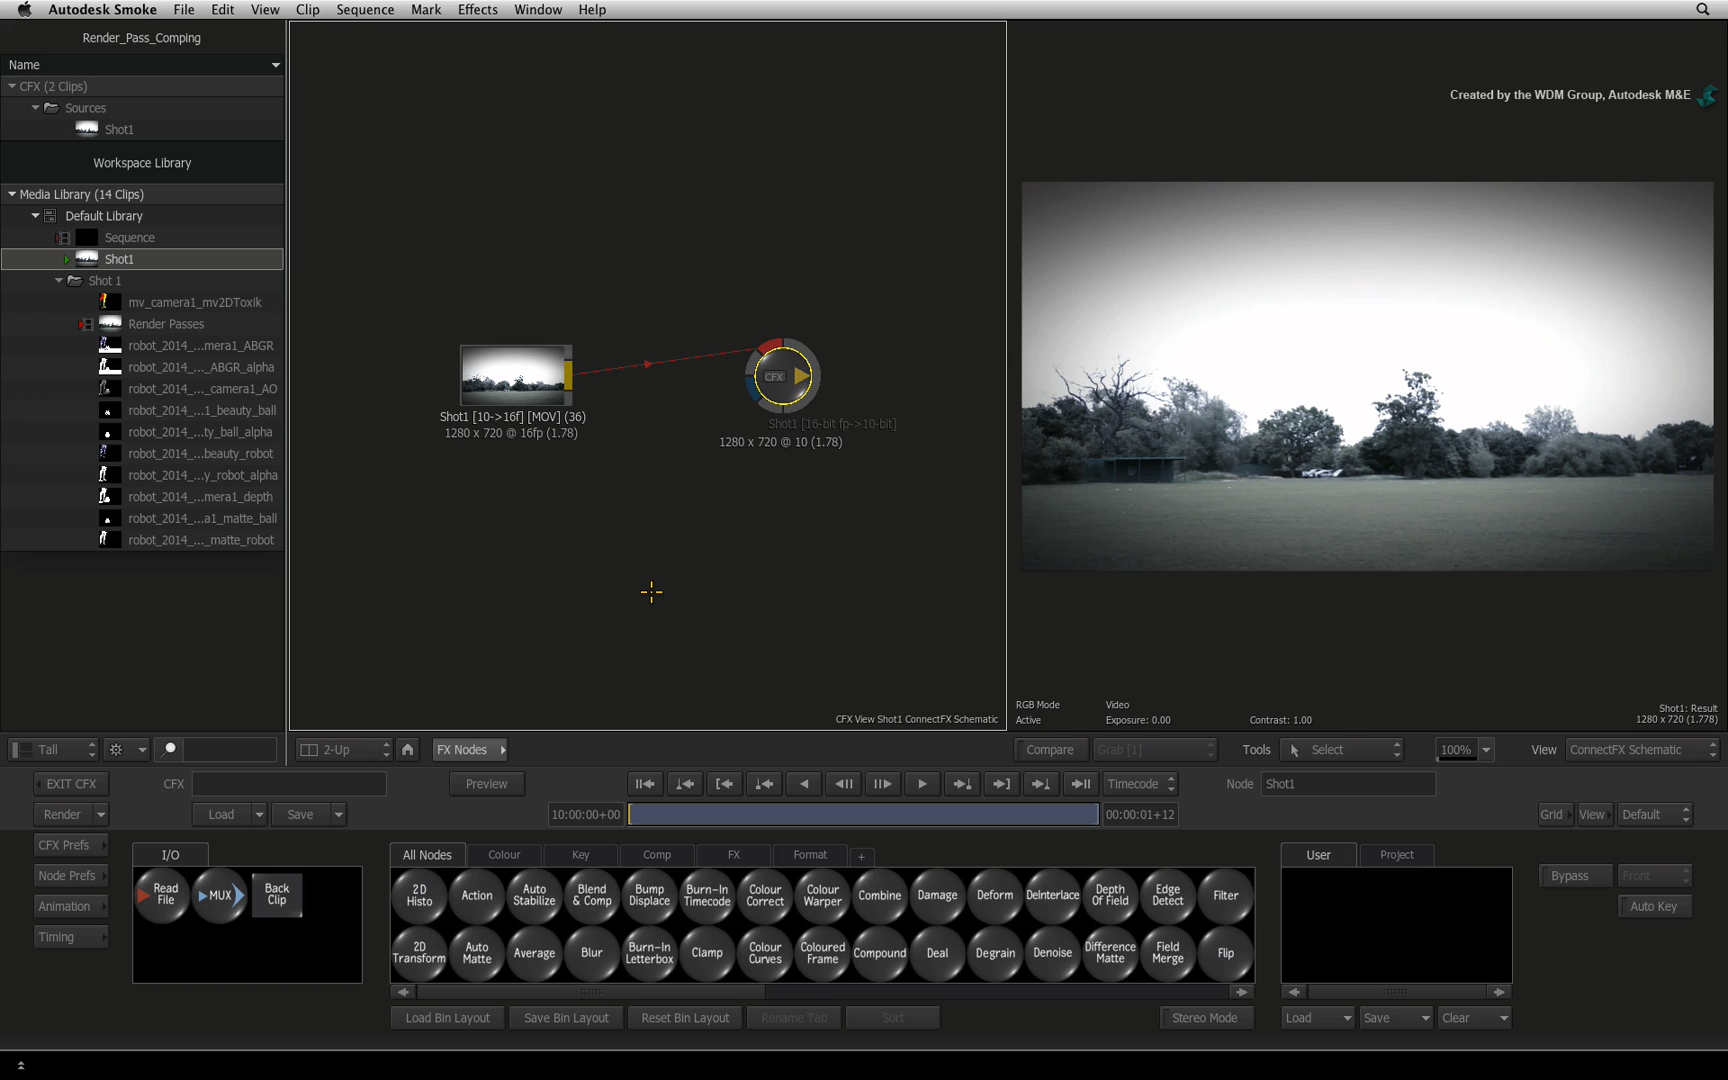 Autodesk Smoke File Edit View Clip Sequence Mark Effects Window Help
Render_Pass_Comping
Name
CFX (2 Clips)
Sources
Shot1
Workspace Library
Media Library (14 Clips)
Default Library
Sequence
Shot1
Shot 1
mv_camera1_mv2DToxik
Render Passes
robot_2014_...mera1_ABGR
robot_2014_..._ABGR_alpha
robot_2014_..._camera1_AO
robot_2014_...1_beauty_ball
robot_2014_...ty_ball_alpha
robot_2014_...beauty_robot
robot_2014_...y_robot_alpha
robot_2014_...mera1_depth
robot_2014_...a1_matte_ball
robot_2014_..._matte_robot
Shot1 [10->16f] [MOV] (36)
1280 x 720 @ 16fp (1.78)
CFX
Shot1 [16-bit fp->10-bit]
1280 x 720 @ 10 (1.78)
CFX View Shot1 ConnectFX Schematic
Created by the WDM Group, Autodesk M&E
RGB Mode Video
Active Exposure: 0.00 Contrast: 1.00
Shot1: Result
1280 x 720 (1.778)
Tall 2-Up FX Nodes Compare Grab [1] Tools Select 100% View ConnectFX Schematic
EXIT CFX CFX Preview Timecode Node Shot1
Render Load Save 10:00:00+00 00:00:01+12 Grid View Default
CFX Prefs
Node Prefs
Animation
Timing
I/O
Read File MUX Back Clip
All Nodes Colour Key Comp FX Format +
2D Histo Action Auto Stabilize Blend & Comp Bump Displace Burn-In Timecode Colour Correct Colour Warper Combine Damage Deform DeInterlace Depth Of Field Edge Detect Filter
2D Transform Auto Matte Average Blur Burn-In Letterbox Clamp Colour Curves Coloured Frame Compound Deal Degrain Denoise Difference Matte Field Merge Flip
Load Bin Layout Save Bin Layout Reset Bin Layout Rename Tab Sort Stereo Mode
User Project
Load Save Clear
Bypass Front
Auto Key